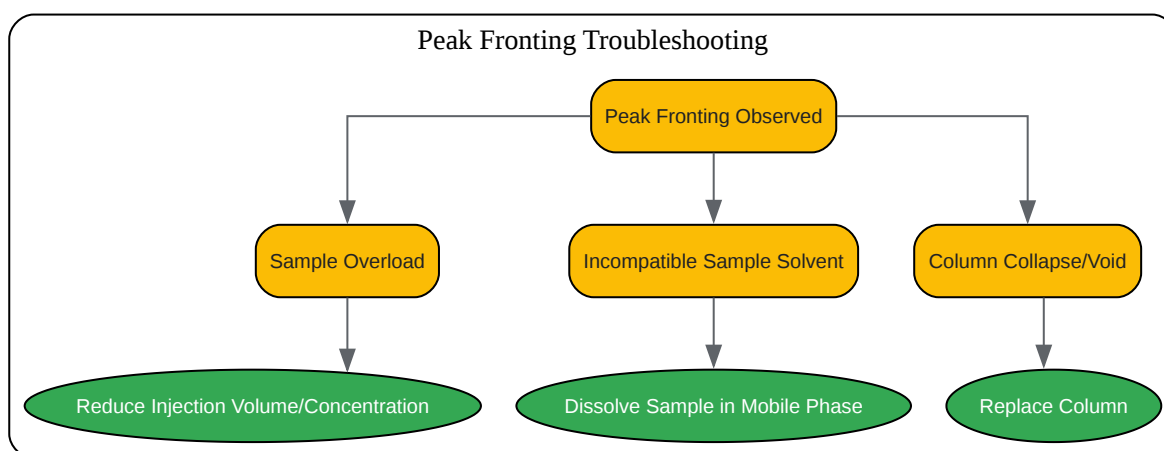 Peak Fronting Troubleshooting
Peak Fronting Observed
Sample Overload
Incompatible Sample Solvent
Column Collapse/Void
Reduce Injection Volume/Concentration
Dissolve Sample in Mobile Phase
Replace Column